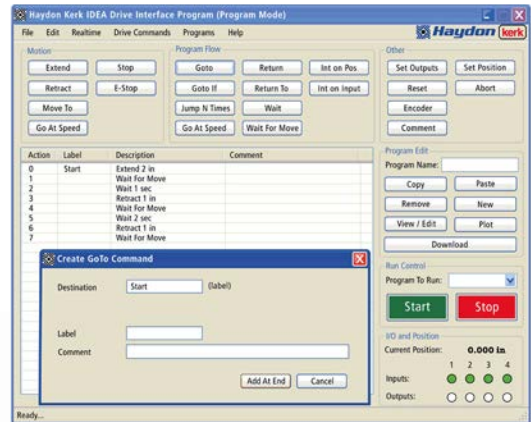 Haydon Kerk IDEA Drive Interface Program (Program Mode)
File Edit Realtime Drive Commands Programs Help
Haydon kerk
Motion
Extend Stop
Retract E-Stop
Move To
Go At Speed
Program Flow
Goto Return Int on Pos
Goto If Return To Int on Input
Jump N Times Wait
Go At Speed Wait For Move
Other
Set Outputs Set Position
Reset Abort
Encoder
Comment
Action Label Description Comment
0 Start Extend 2 in
1 Wait For Move
2 Wait 1 sec
3 Retract 1 in
4 Wait For Move
5 Wait 2 sec
6 Retract 1 in
7 Wait For Move
Create GoTo Command
Destination Start (label)
Label
Comment
Add At End Cancel
Program Edit
Program Name:
Copy Paste
Remove New
View / Edit Plot
Download
Run Control
Program To Run:
Start Stop
I/O and Position
Current Position: 0.000 in
1 2 3 4
Inputs:
Outputs:
Ready...